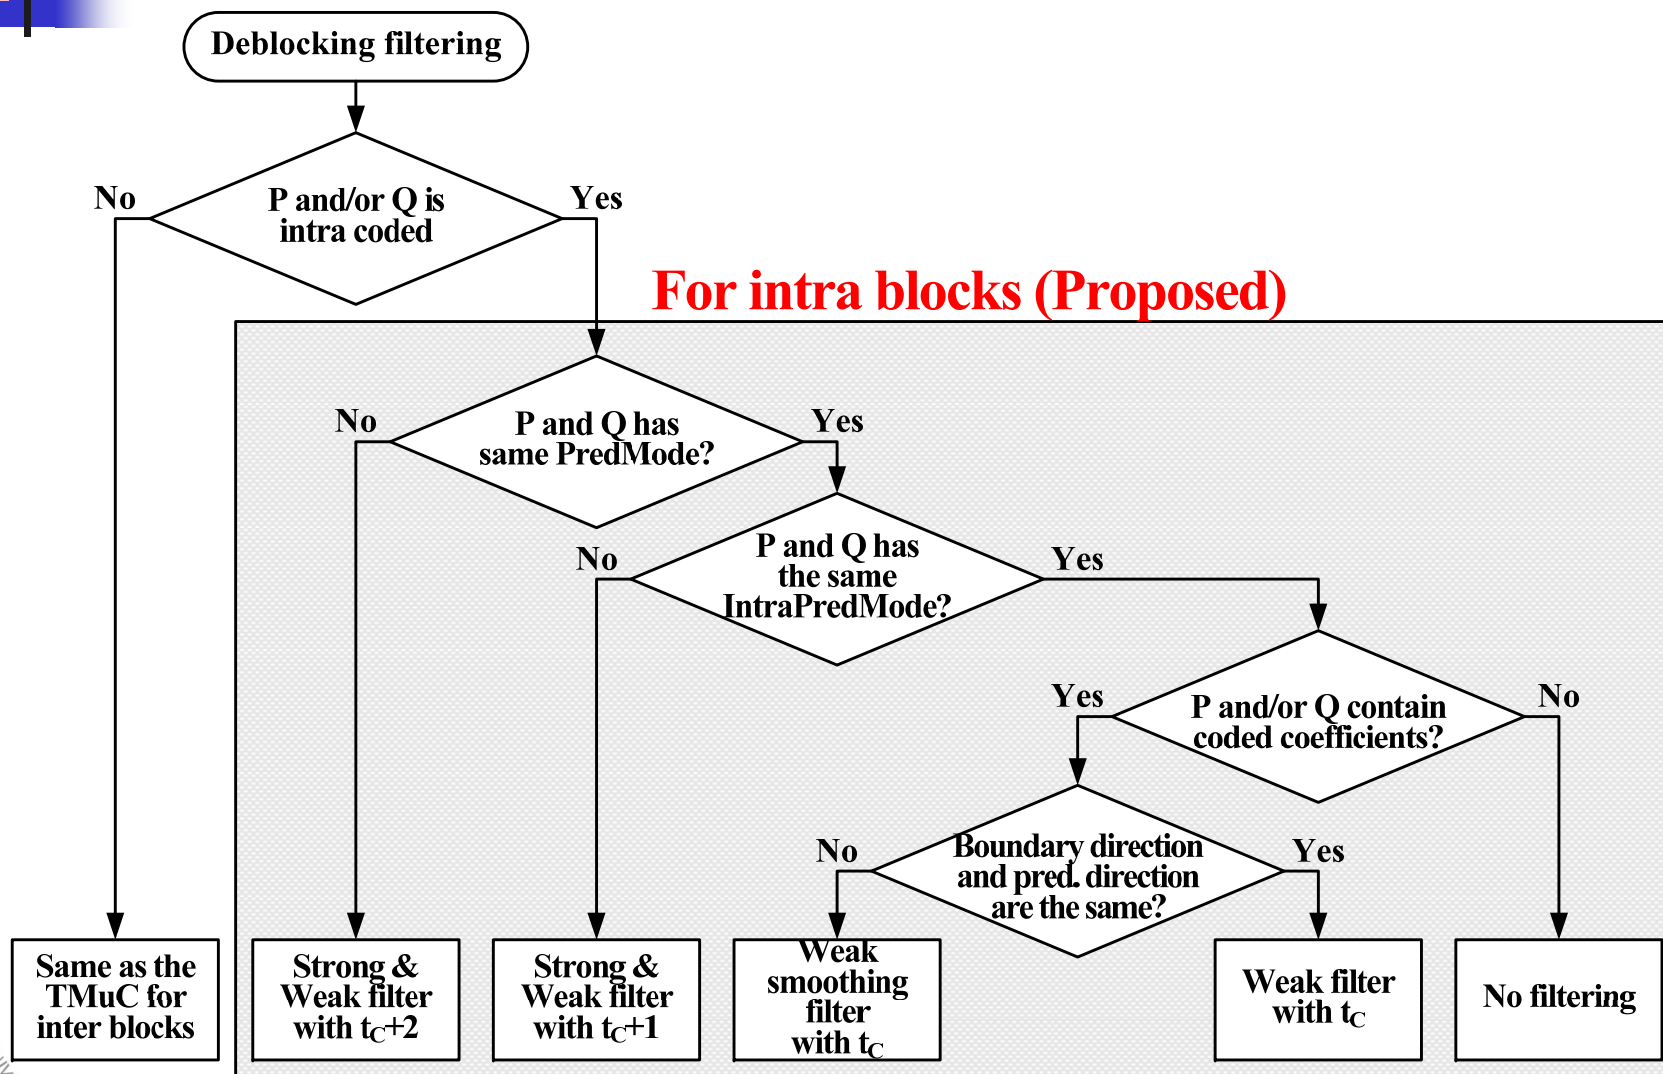 Deblocking filtering
No
Yes
P and/or Q is
intra coded
For intra blocks (Proposed)
No
Yes
P and Q has
same PredMode?
No
Yes
P and Q has
the same
IntraPredMode?
Yes
No
P and/or Q contain
coded coefficients?
No
Yes
Boundary direction
and pred. direction
are the same?
Same as the
TMuC for
inter blocks
Strong &
Weak filter
with tC+2
Strong &
Weak filter
with tC+1
Weak
smoothing
filter
with tC
Weak filter
with tC
No filtering